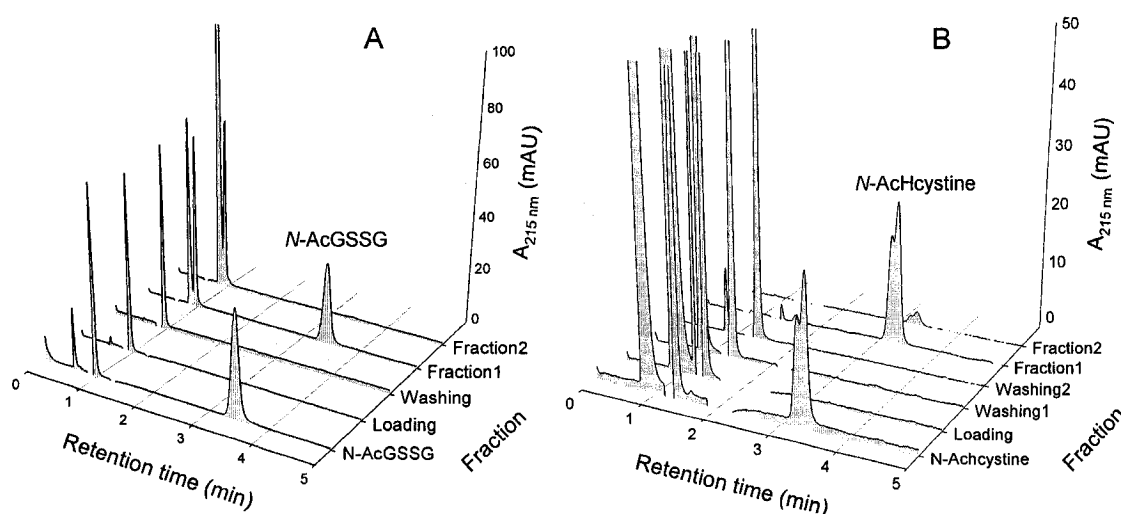 A
100
80
60
40
20
0
A215 nm (mAU)
N-AcGSSG
Fraction2
Fraction1
Washing
Loading
N-AcGSSG
Fraction
0
1
2
3
4
5
Retention time (min)
B
50
40
30
20
10
0
A215 nm (mAU)
N-AcHcystine
Fraction2
Fraction1
Washing2
Washing1
Loading
N-Achcystine
Fraction
0
1
2
3
4
5
Retention time (min)